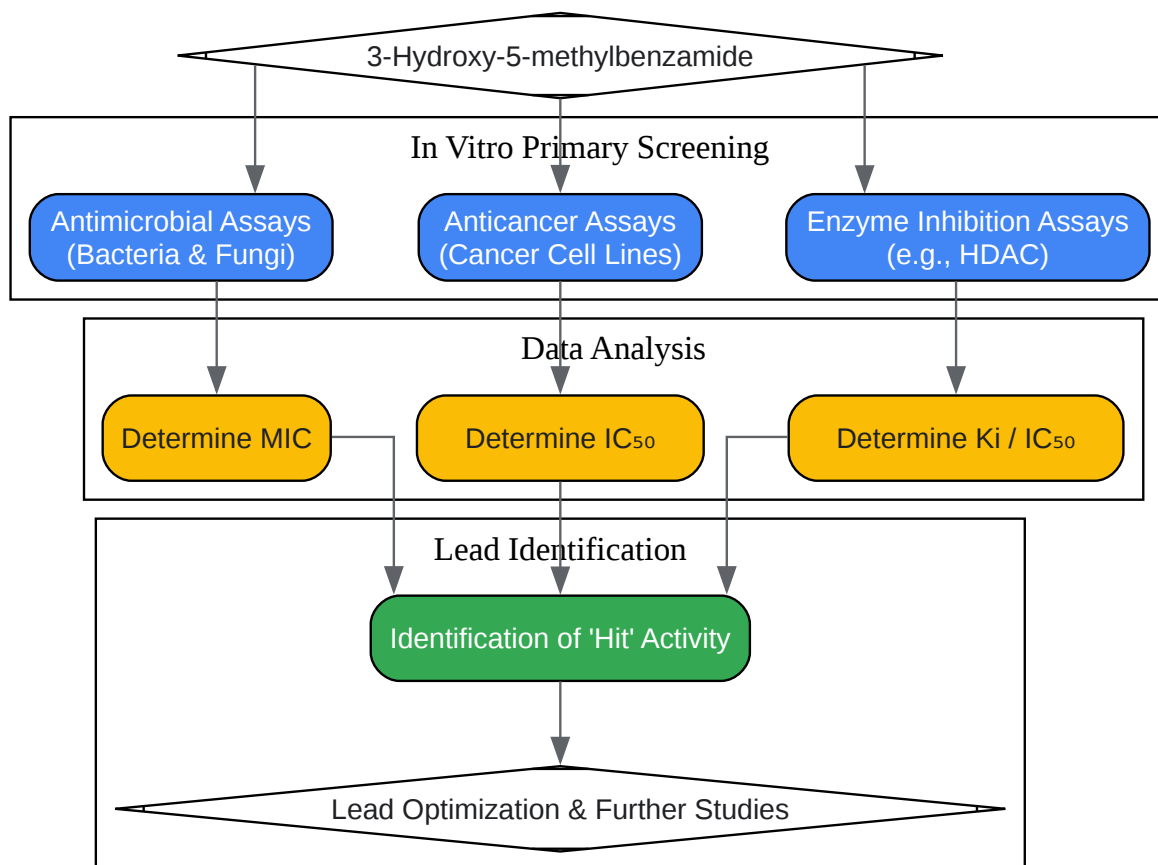 3-Hydroxy-5-methylbenzamide
In Vitro Primary Screening
Antimicrobial Assays
(Bacteria & Fungi)
Anticancer Assays
(Cancer Cell Lines)
Enzyme Inhibition Assays
(e.g., HDAC)
Data Analysis
Determine MIC
Determine IC₅₀
Determine Ki / IC₅₀
Lead Identification
Identification of 'Hit' Activity
Lead Optimization & Further Studies